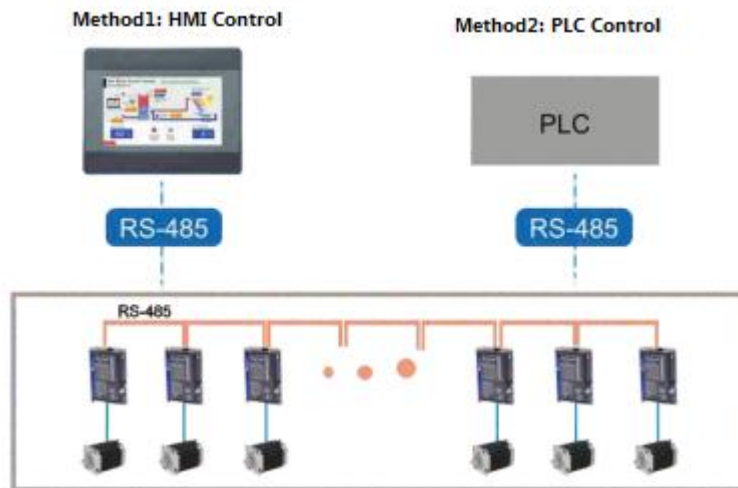 Method1: HMI Control
Method2: PLC Control
PLC
RS-485
RS-485
RS-485